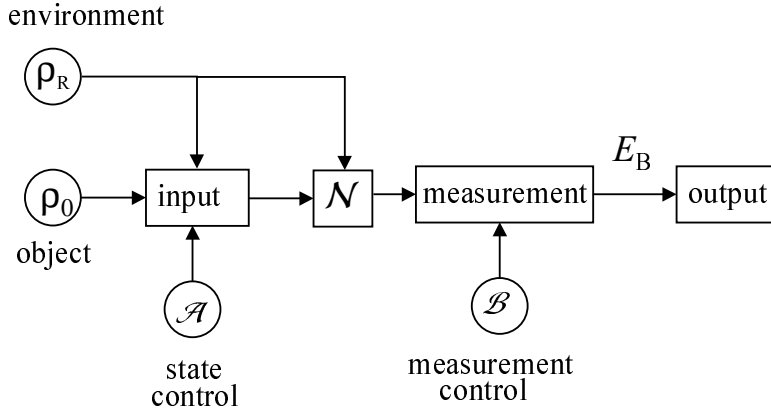 environment
ρR
ρ0
input
𝒩
measurement
EB
output
object
𝒜
ℬ
state
control
measurement
control